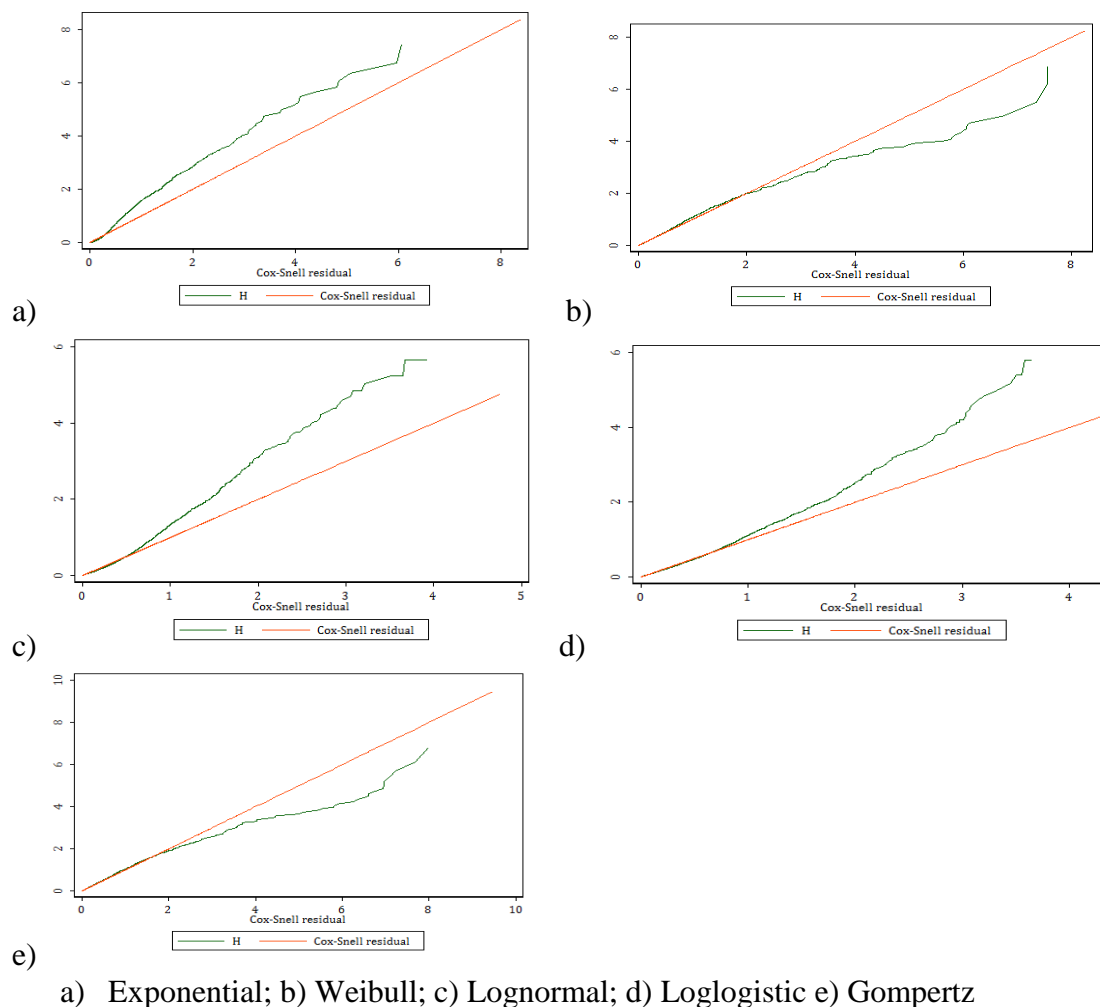 8
6
4
2
0
0 2 4 6 8
Cox-Snell residual
H Cox-Snell residual
a)
8
6
4
2
0
0 2 4 6 8
Cox-Snell residual
H Cox-Snell residual
b)
6
4
2
0
0 1 2 3 4 5
Cox-Snell residual
H Cox-Snell residual
c)
6
4
2
0
0 1 2 3 4
Cox-Snell residual
H Cox-Snell residual
d)
10
8
6
4
2
0
0 2 4 6 8 10
Cox-Snell residual
H Cox-Snell residual
e)
a) Exponential; b) Weibull; c) Lognormal; d) Loglogistic e) Gompertz